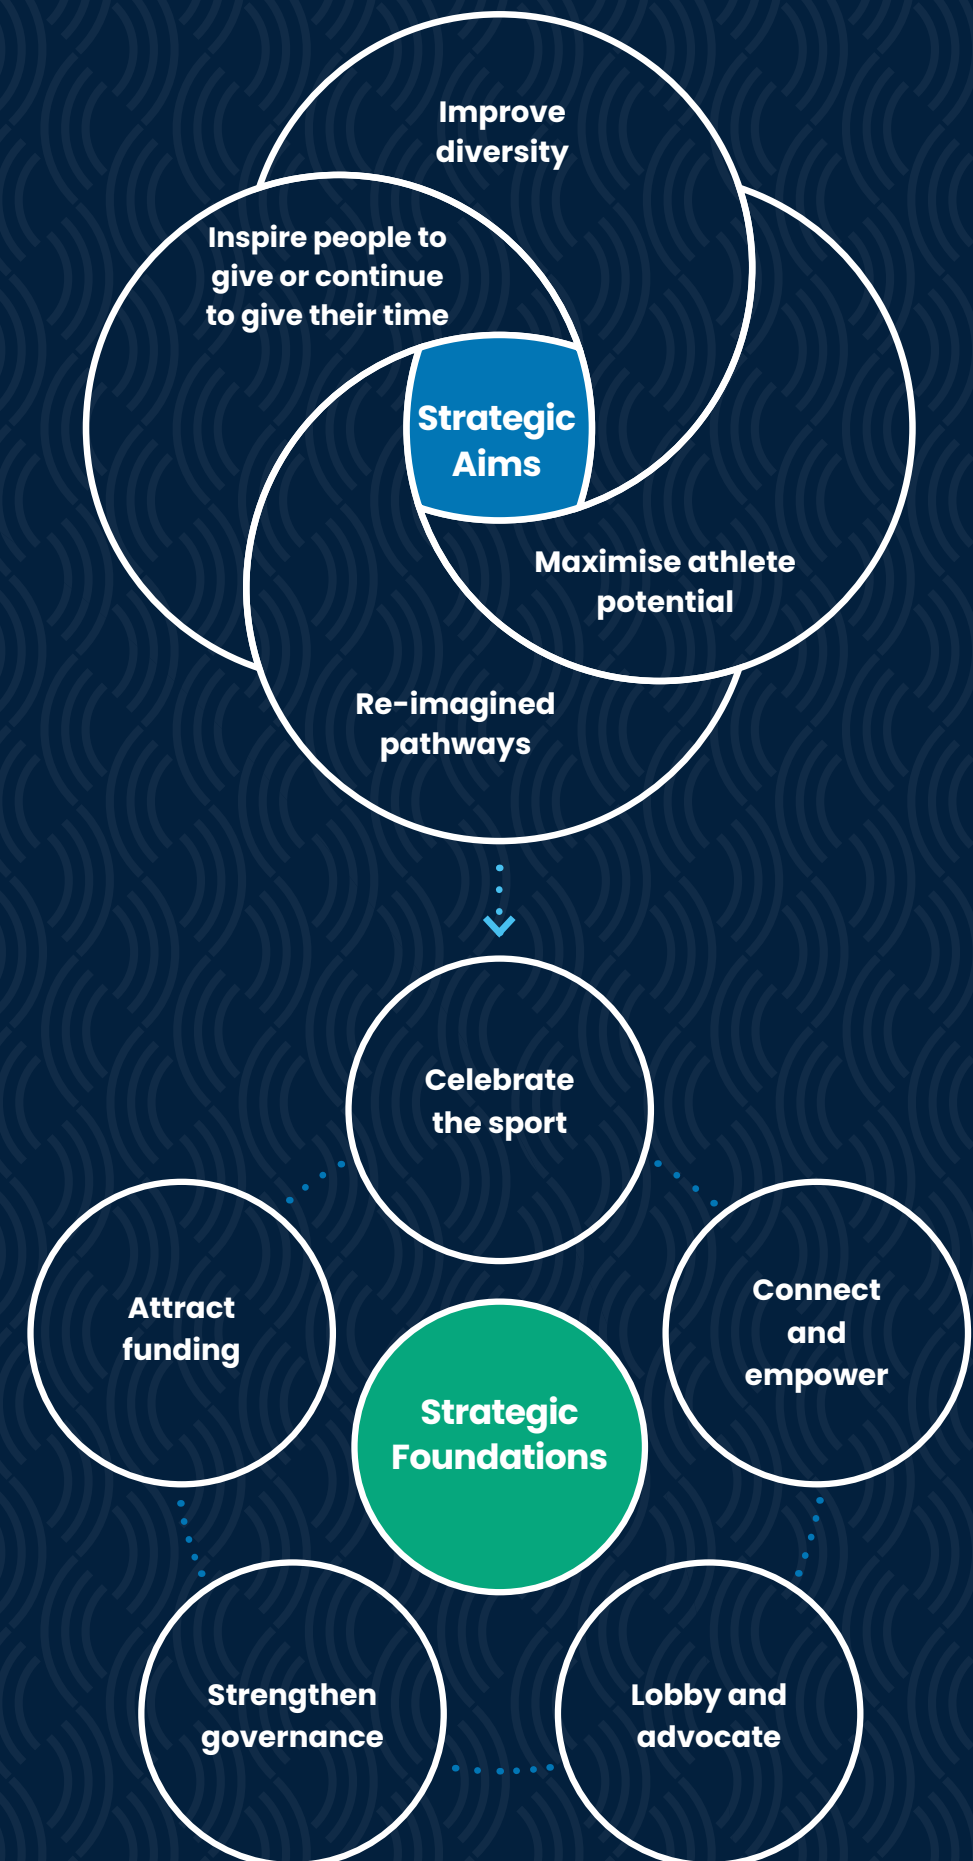 Improve
diversity
Inspire people to
give or continue
to give their time
Strategic
Aims
Maximise athlete
potential
Re-imagined
pathways
Celebrate
the sport
Connect
and
empower
Attract
funding
Strategic
Foundations
Strengthen
governance
Lobby and
advocate